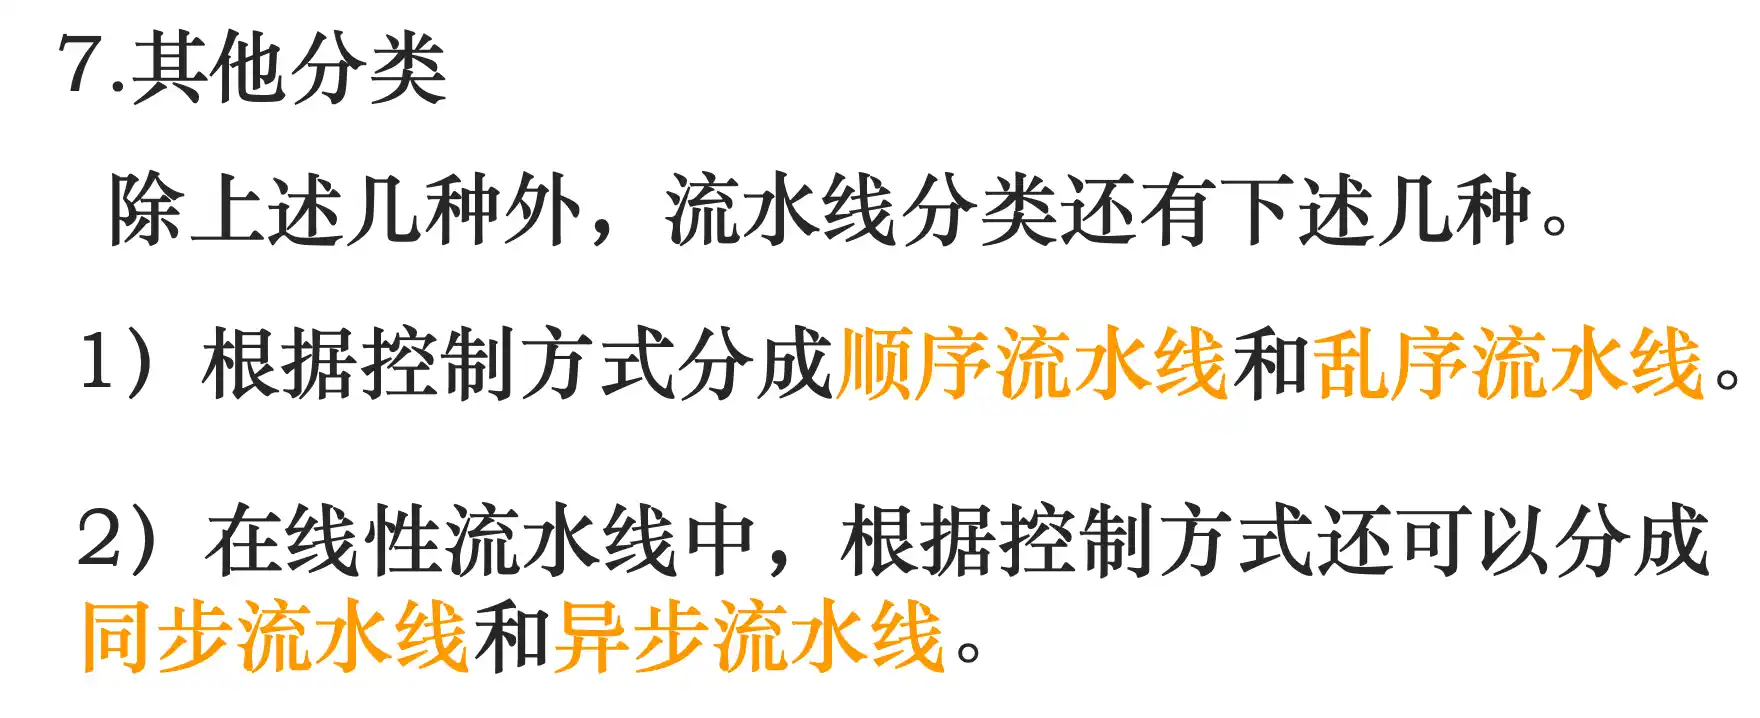 7.其他分类
除上述几种外，流水线分类还有下述几种。
1）根据控制方式分成顺序流水线和乱序流水线。
2）在线性流水线中，根据控制方式还可以分成
同步流水线和异步流水线。